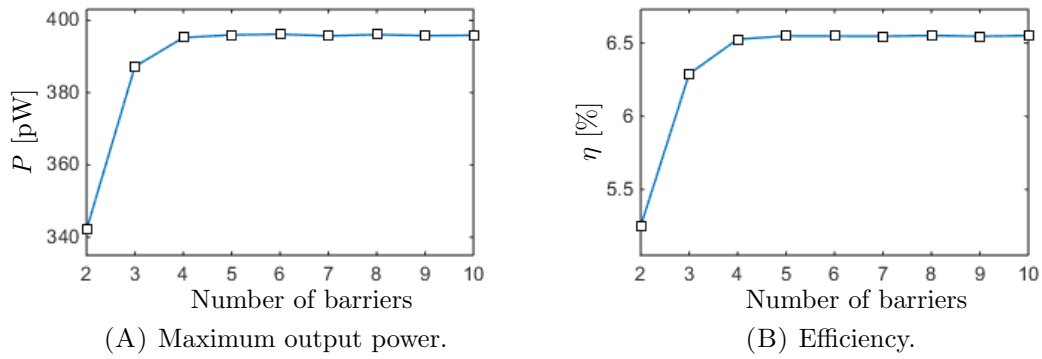 400
380
360
340
P [pW]
2 3 4 5 6 7 8 9 10
Number of barriers
(A) Maximum output power.
6.5
6
5.5
η [%]
2 3 4 5 6 7 8 9 10
Number of barriers
(B) Efficiency.